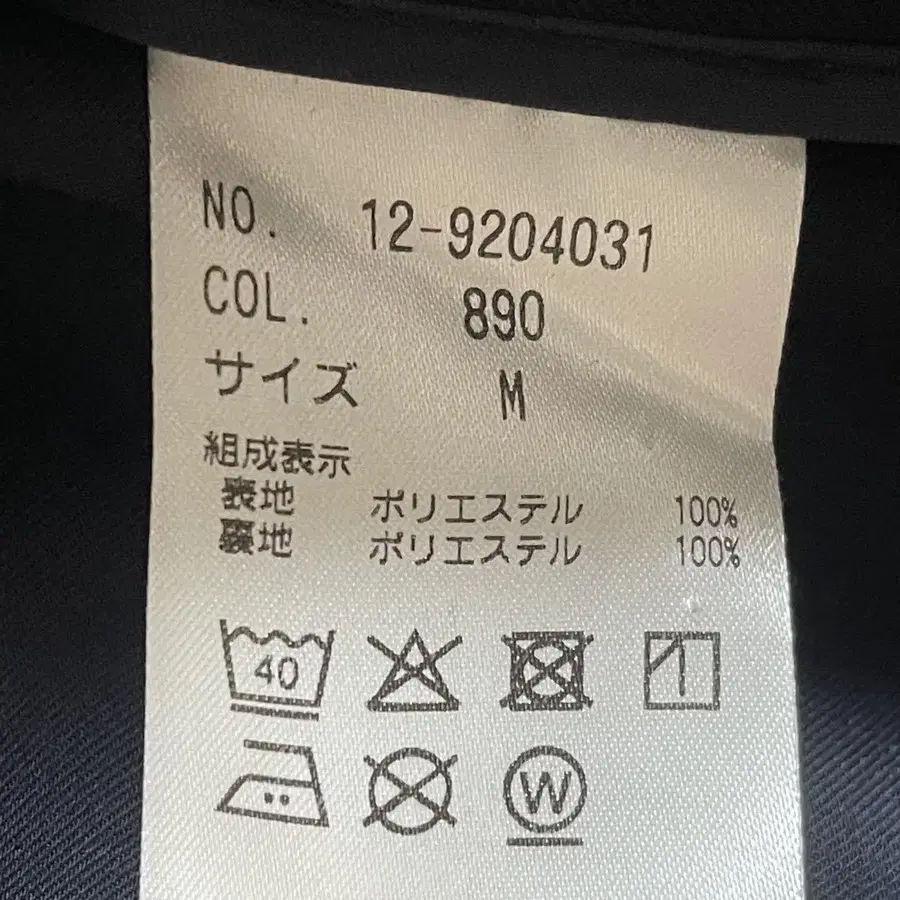 NO. 12-9204031
COL. 890
サイズ M
組成表示
表地 ポリエステル 100%
裏地 ポリエステル 100%
40
W